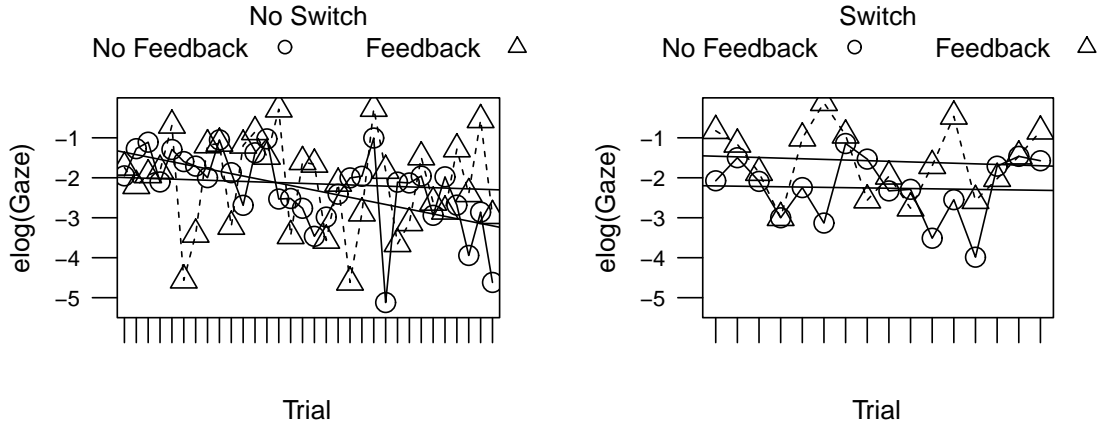 No Switch
No Feedback Feedback
elog(Gaze)
−1
−2
−3
−4
−5
Trial
Switch
No Feedback Feedback
elog(Gaze)
−1
−2
−3
−4
−5
Trial